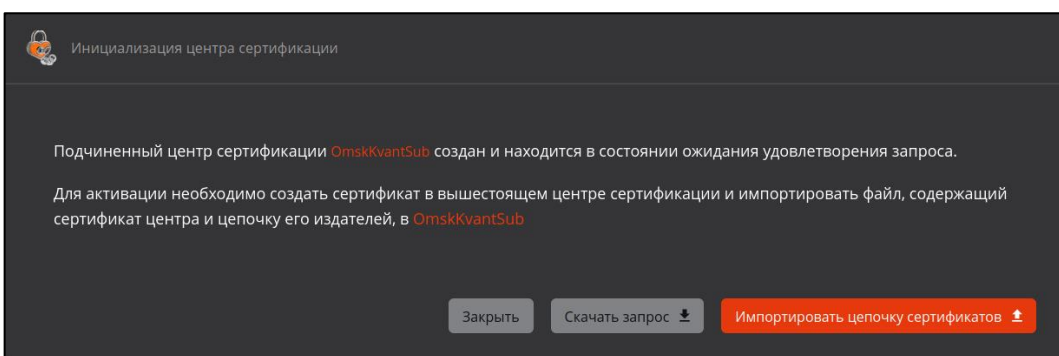 Инициализация центра сертификации
Подчиненный центр сертификации OmskKvantSub создан и находится в состоянии ожидания удовлетворения запроса.
Для активации необходимо создать сертификат в вышестоящем центре сертификации и импортировать файл, содержащий
сертификат центра и цепочку его издателей, в OmskKvantSub
Закрыть
Скачать запрос
Импортировать цепочку сертификатов